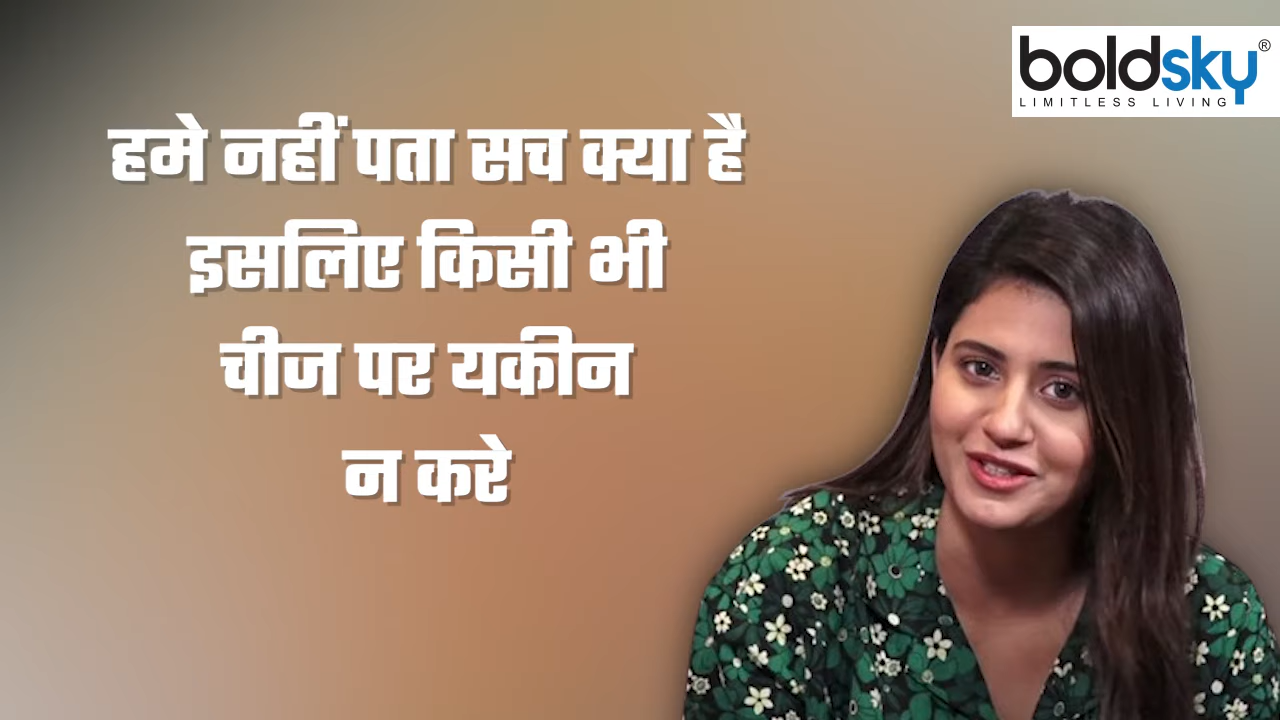 boldsky®
LIMITLESS LIVING
हमे नहीं पता सच क्या है
इसलिए किसी भी
चीज पर यकीन
न करे